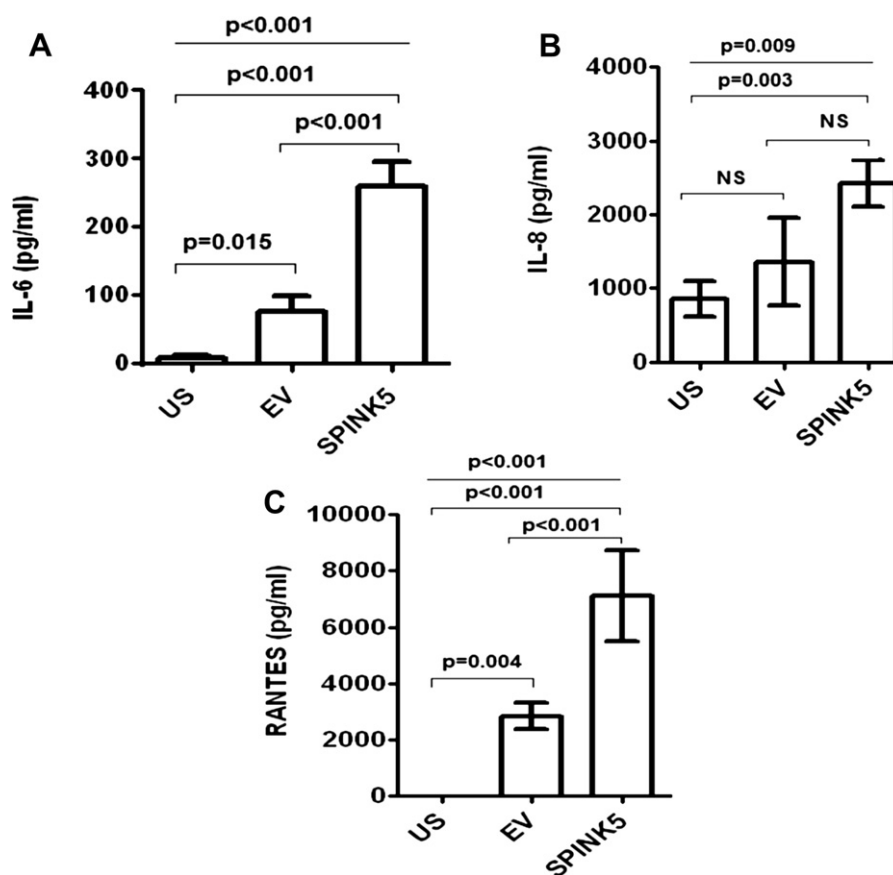 A
p<0.001
p<0.001
p<0.001
p=0.015
400
300
200
100
0
IL-6 (pg/ml)
US
EV
SPINK5
B
p=0.009
p=0.003
NS
NS
4000
3000
2000
1000
0
IL-8 (pg/ml)
US
EV
SPINK5
C
p<0.001
p<0.001
p<0.001
p=0.004
10000
8000
6000
4000
2000
0
RANTES (pg/ml)
US
EV
SPINK5